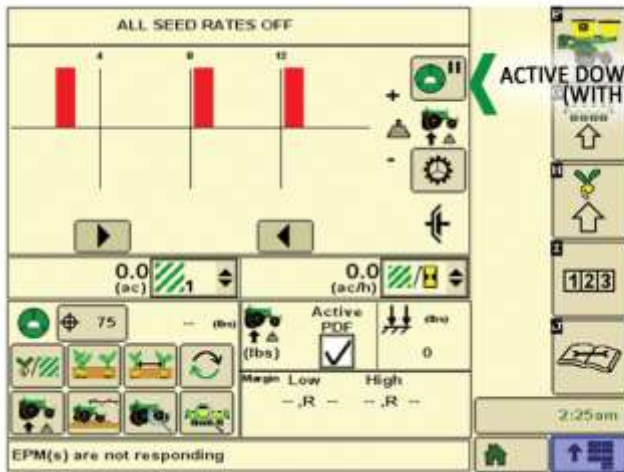 ALL SEED RATES OFF
4 8 12
+
ACTIVE DOW
(WITH
-
0.0
(ac)
1
0.0
(ac/h)
75
-- (lbs)
Active
PDF
(lbs)
(lbs)
0
Margin Low High
-- ,R -- -- ,R --
123
2:25am
EPM(s) are not responding